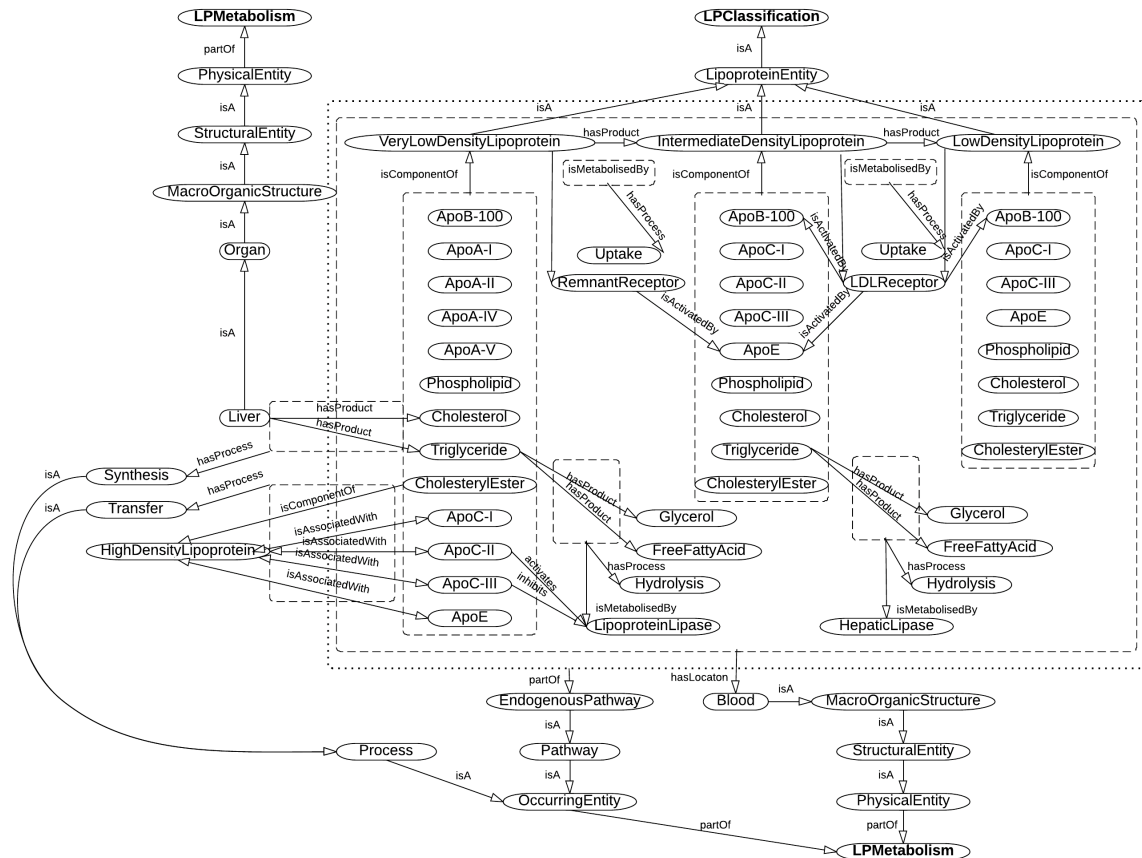 LPMetabolism
LPClassification
partOf
isA
PhysicalEntity
LipoproteinEntity
isA
isA
isA
isA
StructuralEntity
VeryLowDensityLipoprotein
hasProduct
IntermediateDensityLipoprotein
hasProduct
LowDensityLipoprotein
isA
isComponentOf
isMetabolisedBy
isComponentOf
isMetabolisedBy
isComponentOf
MacroOrganicStructure
hasProcess
hasProcess
isA
ApoB-100
ApoB-100
isActivatedBy
isActivatedBy
ApoB-100
Organ
ApoA-I
Uptake
ApoC-I
Uptake
ApoC-I
ApoA-II
RemnantReceptor
ApoC-II
LDLReceptor
ApoC-III
isActivatedBy
isActivatedBy
ApoA-IV
ApoC-III
ApoE
isA
ApoA-V
ApoE
Phospholipid
Phospholipid
Phospholipid
Cholesterol
Liver
hasProduct
hasProduct
Cholesterol
Cholesterol
Triglyceride
hasProcess
Triglyceride
Triglyceride
CholesterylEster
isA
Synthesis
hasProcess
isComponentOf
CholesterylEster
hasProduct
hasProduct
CholesterylEster
hasProduct
hasProduct
isA
Transfer
isAssociatedWith
ApoC-I
Glycerol
Glycerol
HighDensityLipoprotein
isAssociatedWith
isAssociatedWith
ApoC-II
FreeFattyAcid
FreeFattyAcid
activates
hasProcess
hasProcess
isAssociatedWith
ApoC-III
inhibits
Hydrolysis
Hydrolysis
isMetabolisedBy
isMetabolisedBy
ApoE
LipoproteinLipase
HepaticLipase
partOf
hasLocaton
EndogenousPathway
Blood
isA
MacroOrganicStructure
isA
isA
Process
Pathway
StructuralEntity
isA
isA
isA
OccurringEntity
PhysicalEntity
partOf
partOf
LPMetabolism